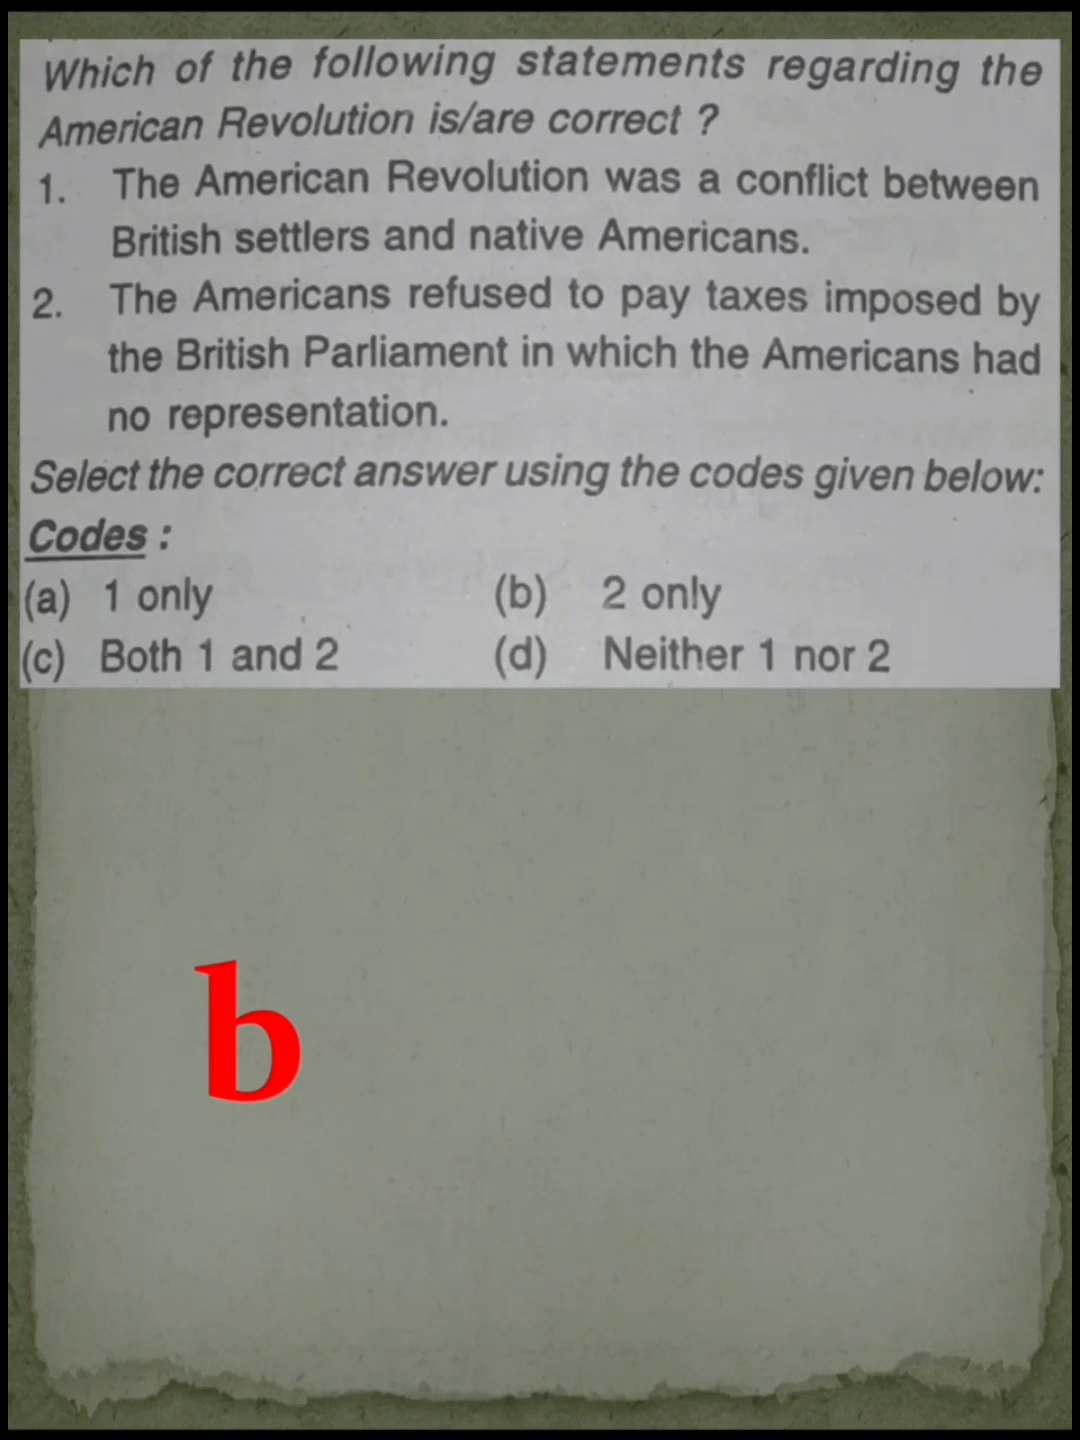 Which of the following statements regarding the
American Revolution is/are correct ?
1. The American Revolution was a conflict between
British settlers and native Americans.
2. The Americans refused to pay taxes imposed by
the British Parliament in which the Americans had
no representation.
Select the correct answer using the codes given below:
Codes :
(a) 1 only (b) 2 only
(c) Both 1 and 2 (d) Neither 1 nor 2
b